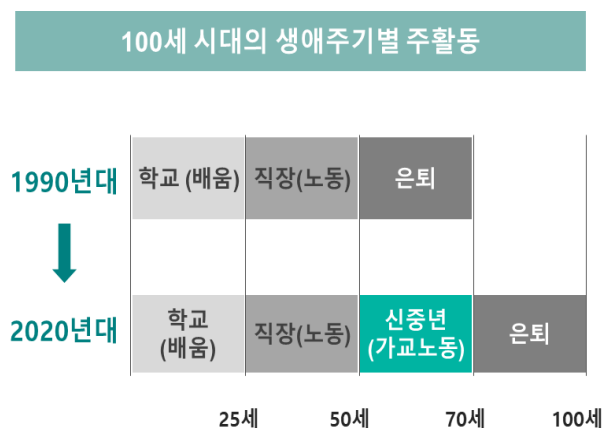 100세 시대의 생애주기별 주활동
1990년대
학교 (배움)
직장(노동)
은퇴
2020년대
학교
(배움)
직장(노동)
신중년
(가교노동)
은퇴
25세
50세
70세
100세